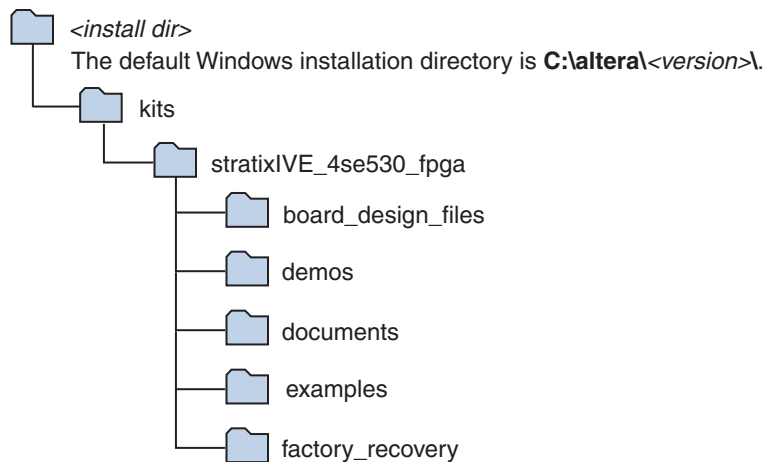 <install dir>
The default Windows installation directory is C:\altera\<version>\.
kits
stratixIVE_4se530_fpga
board_design_files
demos
documents
examples
factory_recovery